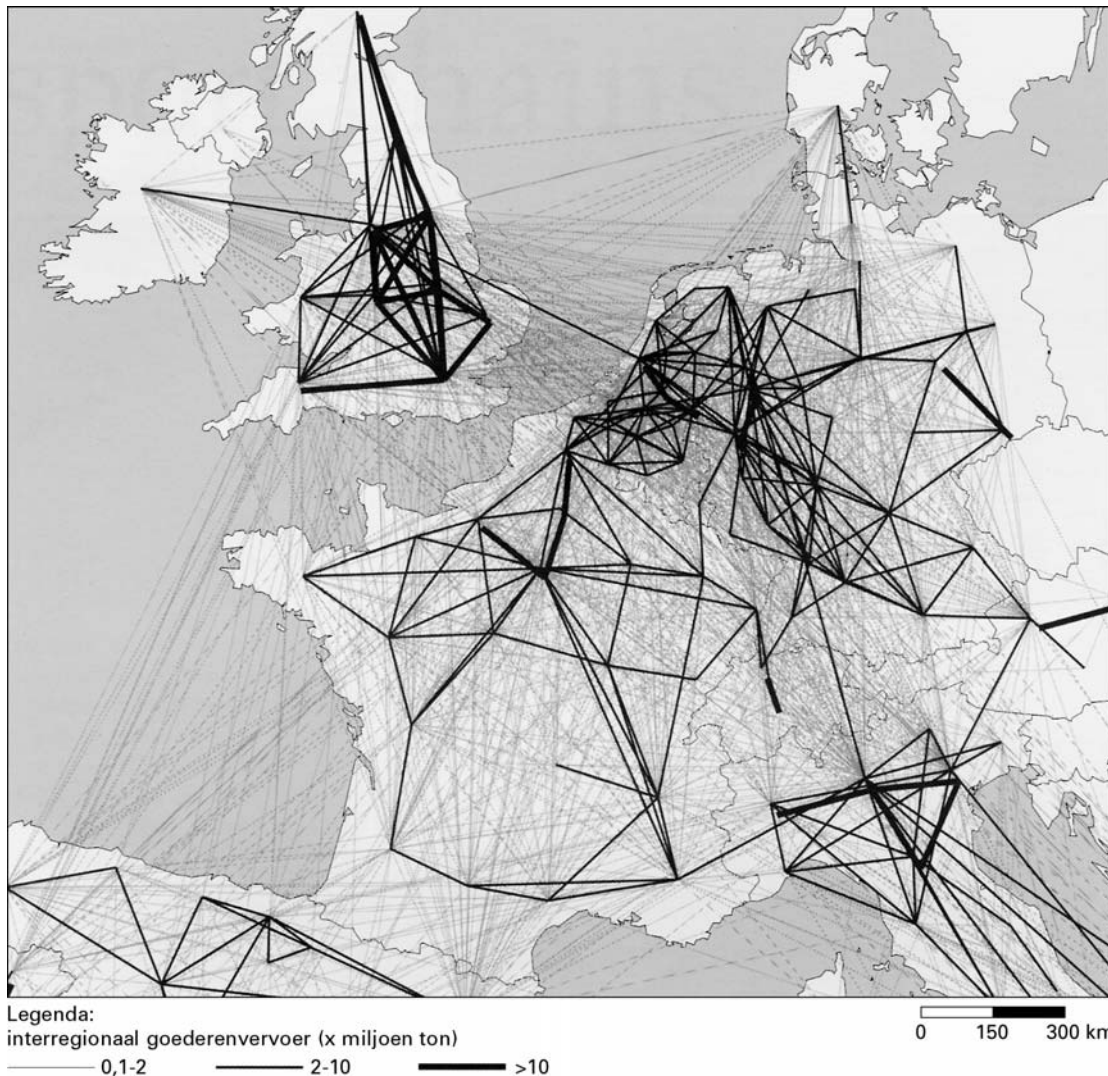 Legenda:
interregionaal goederenvervoer (x miljoen ton)
0,1-2 2-10 >10
0 150 300 km